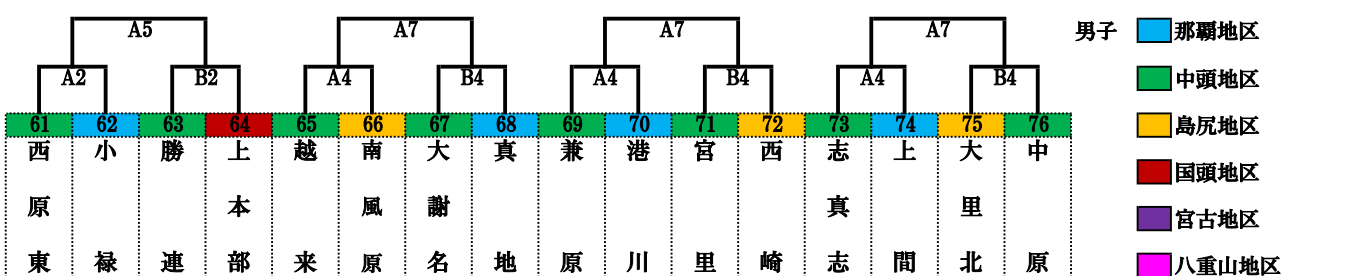 A5 A7 A7 A7 男子 那覇地区
A2 B2 A4 B4 A4 B4 A4 B4 中頭地区
61 62 63 64 65 66 67 68 69 70 71 72 73 74 75 76 島尻地区
国頭地区
宮古地区
八重山地区
西原東
小禄
勝連
上本部
越来
南風原
大謝名
真地
兼原
港川
宮里
西崎
志真志
上間
大里北
中原